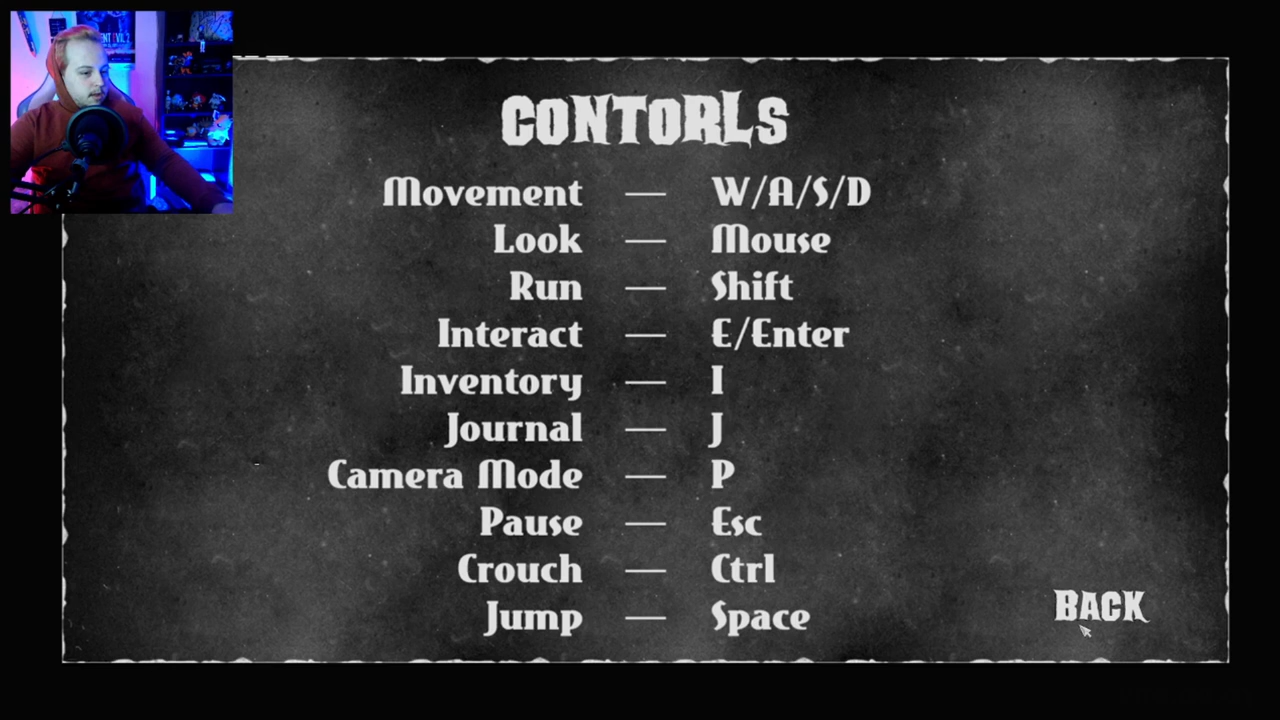 CONTORLS
Movement — W/A/S/D
Look — Mouse
Run — Shift
Interact — E/Enter
Inventory — I
Journal — J
Camera Mode — P
Pause — Esc
Crouch — Ctrl
Jump — Space
BACK